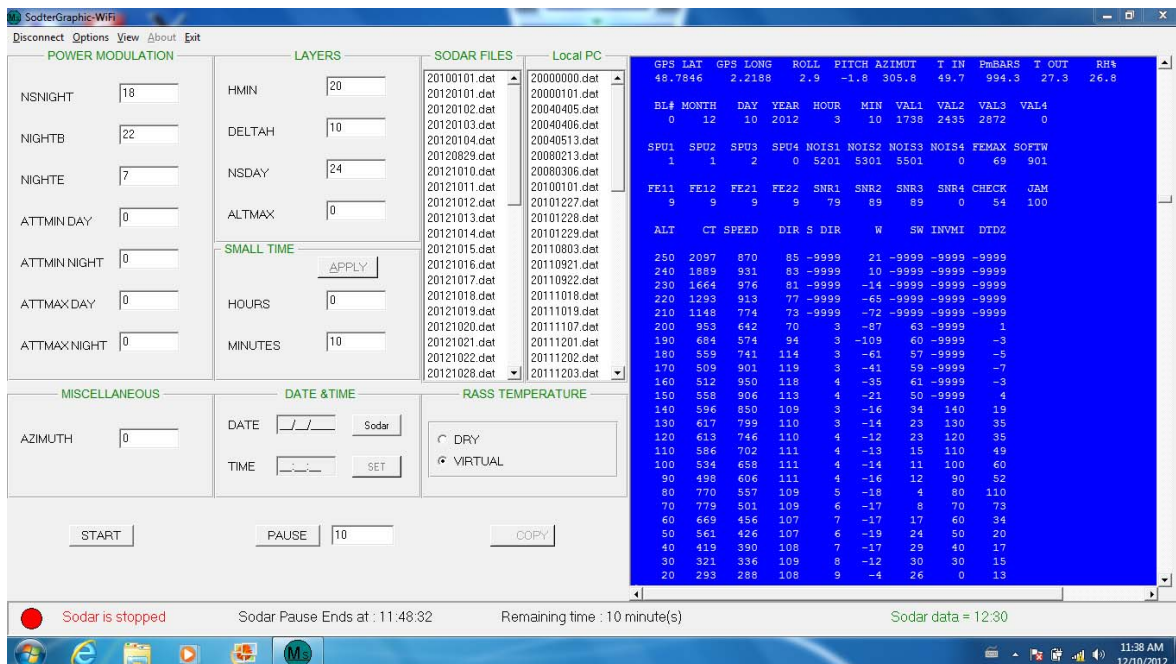 SodterGraphic-WiFi
Disconnect Options View About Exit
POWER MODULATION
NSNIGHT 18
NIGHTB 22
NIGHTE 7
ATTMIN DAY 0
ATTMIN NIGHT 0
ATTMAX DAY 0
ATTMAX NIGHT 0
LAYERS
HMIN 20
DELTAH 10
NSDAY 24
ALTMAX 0
SMALL TIME
APPLY
HOURS 0
MINUTES 10
SODAR FILES
20100101.dat
20120101.dat
20120102.dat
20120103.dat
20120104.dat
20120829.dat
20121010.dat
20121011.dat
20121012.dat
20121013.dat
20121014.dat
20121015.dat
20121016.dat
20121017.dat
20121018.dat
20121019.dat
20121020.dat
20121021.dat
20121022.dat
20121028.dat
Local PC
20000000.dat
20000101.dat
20040405.dat
20040406.dat
20040513.dat
20080213.dat
20080306.dat
20100101.dat
20101227.dat
20101228.dat
20101229.dat
20110803.dat
20110921.dat
20110922.dat
20111018.dat
20111019.dat
20111107.dat
20111201.dat
20111202.dat
20111203.dat
GPS LAT GPS LONG ROLL PITCH AZIMUT T IN PmBARS T OUT RH%
48.7846 2.2188 2.9 -1.8 305.8 49.7 994.3 27.3 26.8
BL# MONTH DAY YEAR HOUR MIN VAL1 VAL2 VAL3 VAL4
0 12 10 2012 3 10 1738 2435 2872 0
SPU1 SPU2 SPU3 SPU4 NOIS1 NOIS2 NOIS3 NOIS4 FEMAX SOFTW
1 1 2 0 5201 5301 5501 0 69 901
FE11 FE12 FE21 FE22 SNR1 SNR2 SNR3 SNR4 CHECK JAM
9 9 9 9 79 89 89 0 54 100
ALT CT SPEED DIR S DIR W SW INVMI DTDZ
250 2097 870 85 -9999 21 -9999 -9999 -9999
240 1889 931 83 -9999 10 -9999 -9999 -9999
230 1664 976 81 -9999 -14 -9999 -9999 -9999
220 1293 913 77 -9999 -65 -9999 -9999 -9999
210 1148 774 73 -9999 -72 -9999 -9999 -9999
200 953 642 70 3 -87 63 -9999 1
190 684 574 94 3 -109 60 -9999 -3
180 559 741 114 3 -61 57 -9999 -5
170 509 901 119 3 -41 59 -9999 -7
160 512 950 118 4 -35 61 -9999 -3
150 558 906 113 4 -21 50 -9999 4
140 596 850 109 3 -16 34 140 19
130 617 799 110 3 -14 23 130 35
120 613 746 110 4 -12 23 120 35
110 586 702 111 4 -13 15 110 49
100 534 658 111 4 -14 11 100 60
90 498 606 111 4 -16 12 90 52
80 770 557 109 5 -18 4 80 110
70 779 501 109 6 -17 8 70 73
60 669 456 107 7 -17 17 60 34
50 561 426 107 6 -19 24 50 20
40 419 390 108 7 -17 29 40 17
30 321 336 109 8 -12 30 30 15
20 293 288 108 9 -4 26 0 13
MISCELLANEOUS
AZIMUTH 0
DATE &TIME
DATE __/__/____ Sodar
TIME __:__:__ SET
RASS TEMPERATURE
DRY
VIRTUAL
START
PAUSE 10
COPY
Sodar is stopped
Sodar Pause Ends at : 11:48:32
Remaining time : 10 minute(s)
Sodar data = 12:30
Ms
11:38 AM
12/10/2012